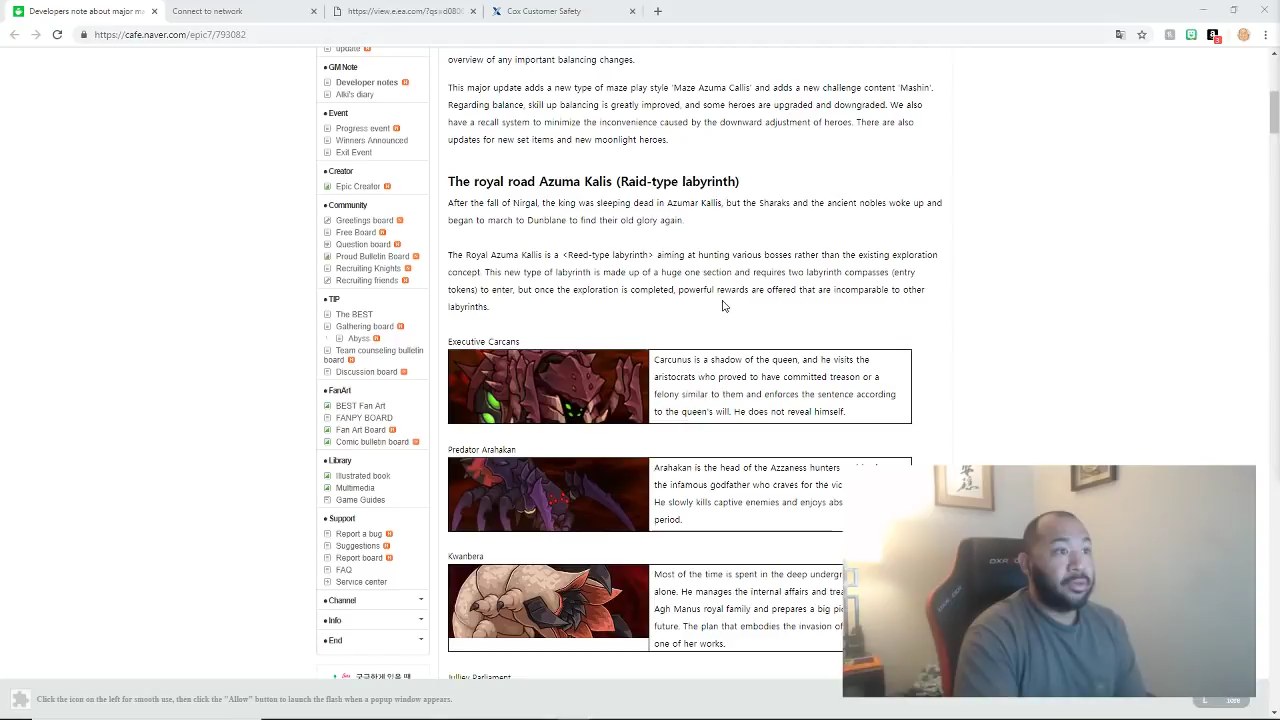 Developers note about major ma
Connect to network
https://view.e.ea.com/?qs=d080
Cox Customer Safety
https://cafe.naver.com/epic7/793082
update
GM Note
Developer notes
Alki's diary
Event
Progress event
Winners Announced
Exit Event
Creator
Epic Creator
Community
Greetings board
Free Board
Question board
Proud Bulletin Board
Recruiting Knights
Recruiting friends
TIP
The BEST
Gathering board
Abyss
Team counseling bulletin
board
Discussion board
FanArt
BEST Fan Art
FANPY BOARD
Fan Art Board
Comic bulletin board
Library
Illustrated book
Multimedia
Game Guides
Support
Report a bug
Suggestions
Report board
FAQ
Service center
Channel
Info
End
overview of any important balancing changes.
This major update adds a new type of maze play style 'Maze Azuma Callis' and adds a new challenge content 'Mashin'.
Regarding balance, skill up balancing is greatly improved, and some heroes are upgraded and downgraded. We also
have a recall system to minimize the inconvenience caused by the downward adjustment of heroes. There are also
updates for new set items and new moonlight heroes.
The royal road Azuma Kalis (Raid-type labyrinth)
After the fall of Nirgal, the king was sleeping dead in Azumar Kallis, but the Sharaks and the ancient nobles woke up and
began to march to Dunblane to find their old glory again.
The Royal Azuma Kallis is a <Reed-type labyrinth> aiming at hunting various bosses rather than the existing exploration
concept. This new type of labyrinth is made up of a huge one section and requires two labyrinth compasses (entry
tokens) to enter, but once the exploration is completed, powerful rewards are offered that are incomparable to other
labyrinths.
Executive Carcans
Carcunus is a shadow of the queen, and he visits the
aristocrats who proved to have committed treason or a
felony similar to them and enforces the sentence according
to the queen's will. He does not reveal himself.
Predator Arahakan
Arahakan is the head of the Azdakas hunters
the infamous godfather who craves for the vic
He slowly kills captive enemies and enjoys abs
period.
Kwanbera
Most of the time is spent in the deep undergr
alone. He manages the internal affairs and trea
Agh Manus royal family and prepares a big pic
future. The plan that embodies the invasion of
one of her works.
Julley Parliament
Click the icon on the left for smooth use, then click the "Allow" button to launch the flash when a popup window appears.